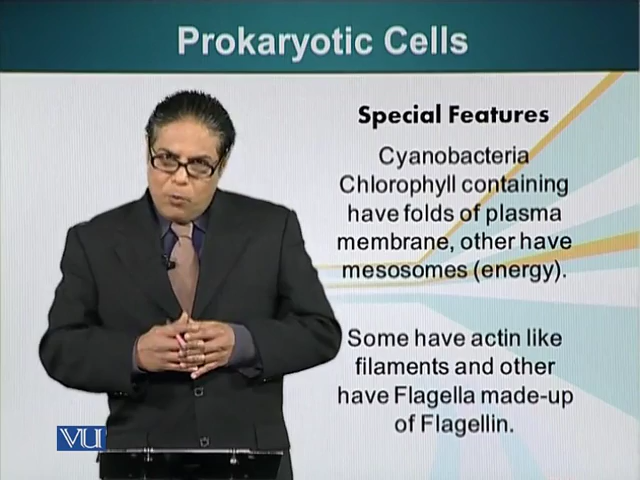 Prokaryotic Cells
Special Features
Cyanobacteria
Chlorophyll containing
have folds of plasma
membrane, other have
mesosomes (energy).
Some have actin like
filaments and other
have Flagella made-up
of Flagellin.
VU